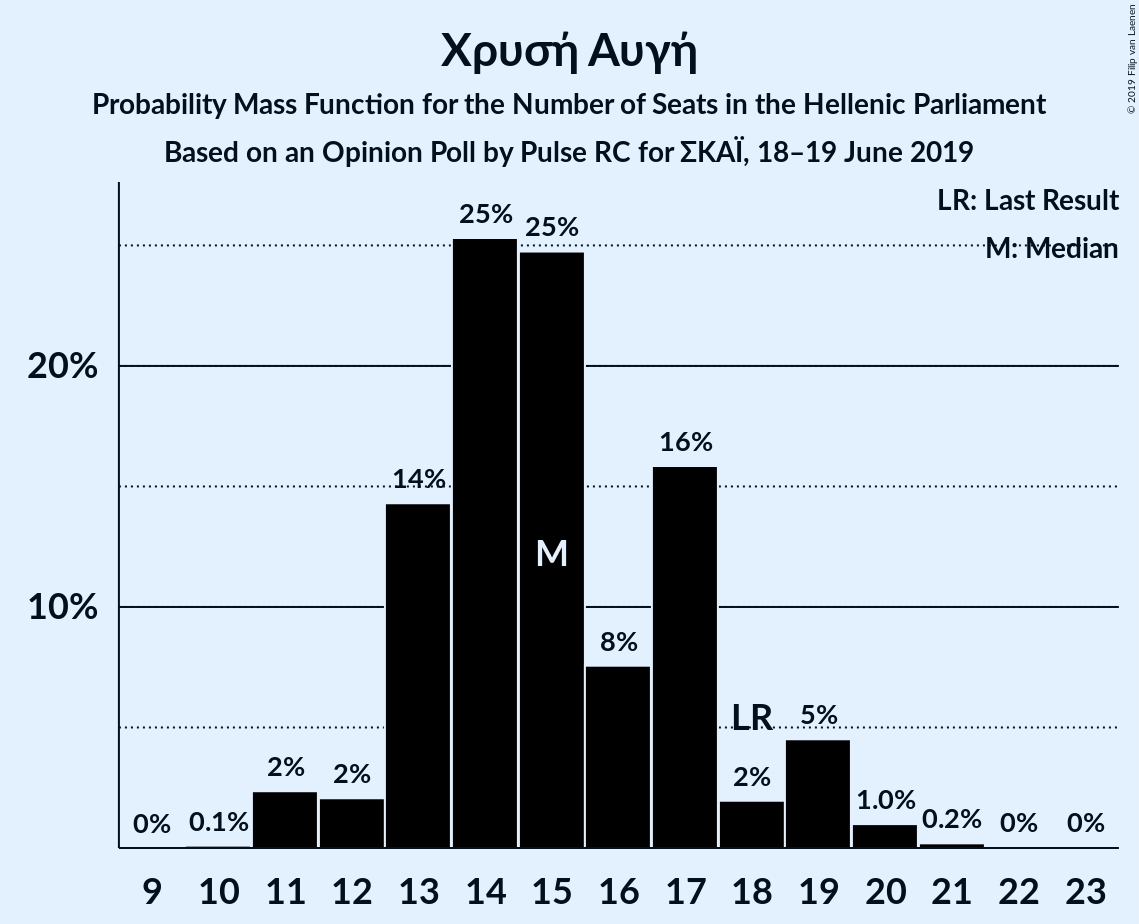 © 2019 Filip van Laenen
Χρυσή Αυγή
Probability Mass Function for the Number of Seats in the Hellenic Parliament
Based on an Opinion Poll by Pulse RC for ΣΚΑΪ, 18–19 June 2019
LR: Last Result
M: Median
25%
25%
20%
16%
14%
M
10%
8%
LR
5%
2%
2%
2%
1.0%
0.2%
0%
0.1%
0%
0%
9 10 11 12 13 14 15 16 17 18 19 20 21 22 23